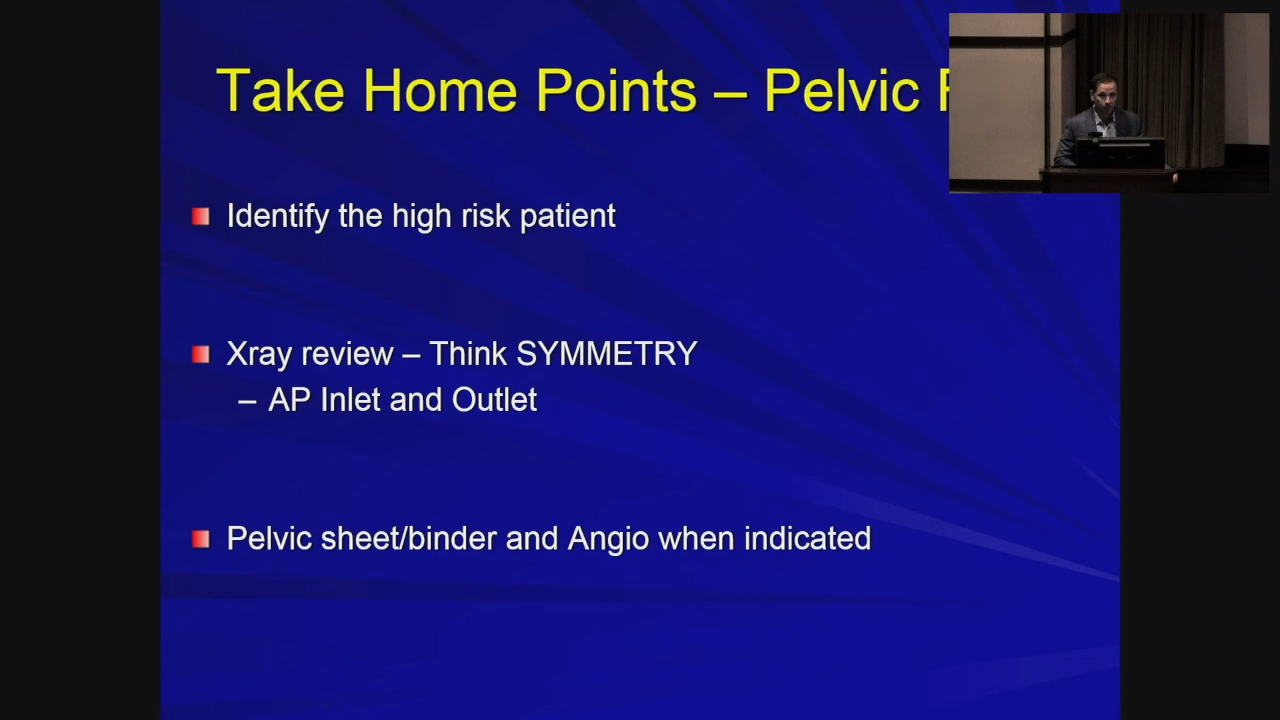 Take Home Points – Pelvic
Identify the high risk patient
Xray review – Think SYMMETRY
– AP Inlet and Outlet
Pelvic sheet/binder and Angio when indicated